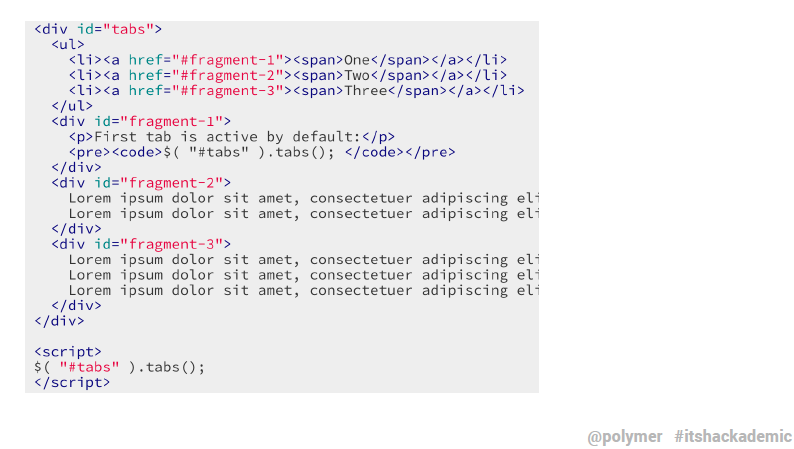 <div id="tabs">
  <ul>
    <li><a href="#fragment-1"><span>One</span></a></li>
    <li><a href="#fragment-2"><span>Two</span></a></li>
    <li><a href="#fragment-3"><span>Three</span></a></li>
  </ul>
  <div id="fragment-1">
    <p>First tab is active by default:</p>
    <pre><code>$( "#tabs" ).tabs(); </code></pre>
  </div>
  <div id="fragment-2">
    Lorem ipsum dolor sit amet, consectetuer adipiscing eli
    Lorem ipsum dolor sit amet, consectetuer adipiscing eli
  </div>
  <div id="fragment-3">
    Lorem ipsum dolor sit amet, consectetuer adipiscing eli
    Lorem ipsum dolor sit amet, consectetuer adipiscing eli
    Lorem ipsum dolor sit amet, consectetuer adipiscing eli
  </div>
</div>

<script>
$( "#tabs" ).tabs();
</script>
@polymer #itshackademic